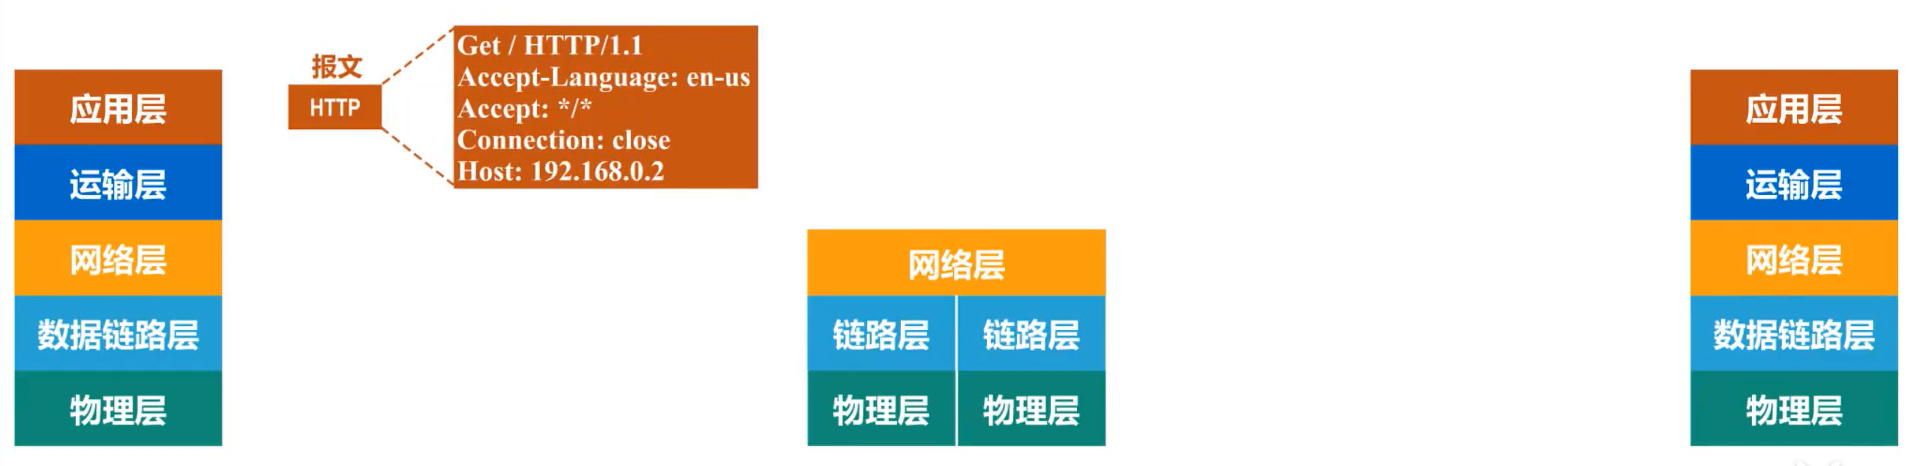 应用层
运输层
网络层
数据链路层
物理层
报文
HTTP
Get / HTTP/1.1
Accept-Language: en-us
Accept: */*
Connection: close
Host: 192.168.0.2
网络层
链路层 链路层
物理层 物理层
应用层
运输层
网络层
数据链路层
物理层